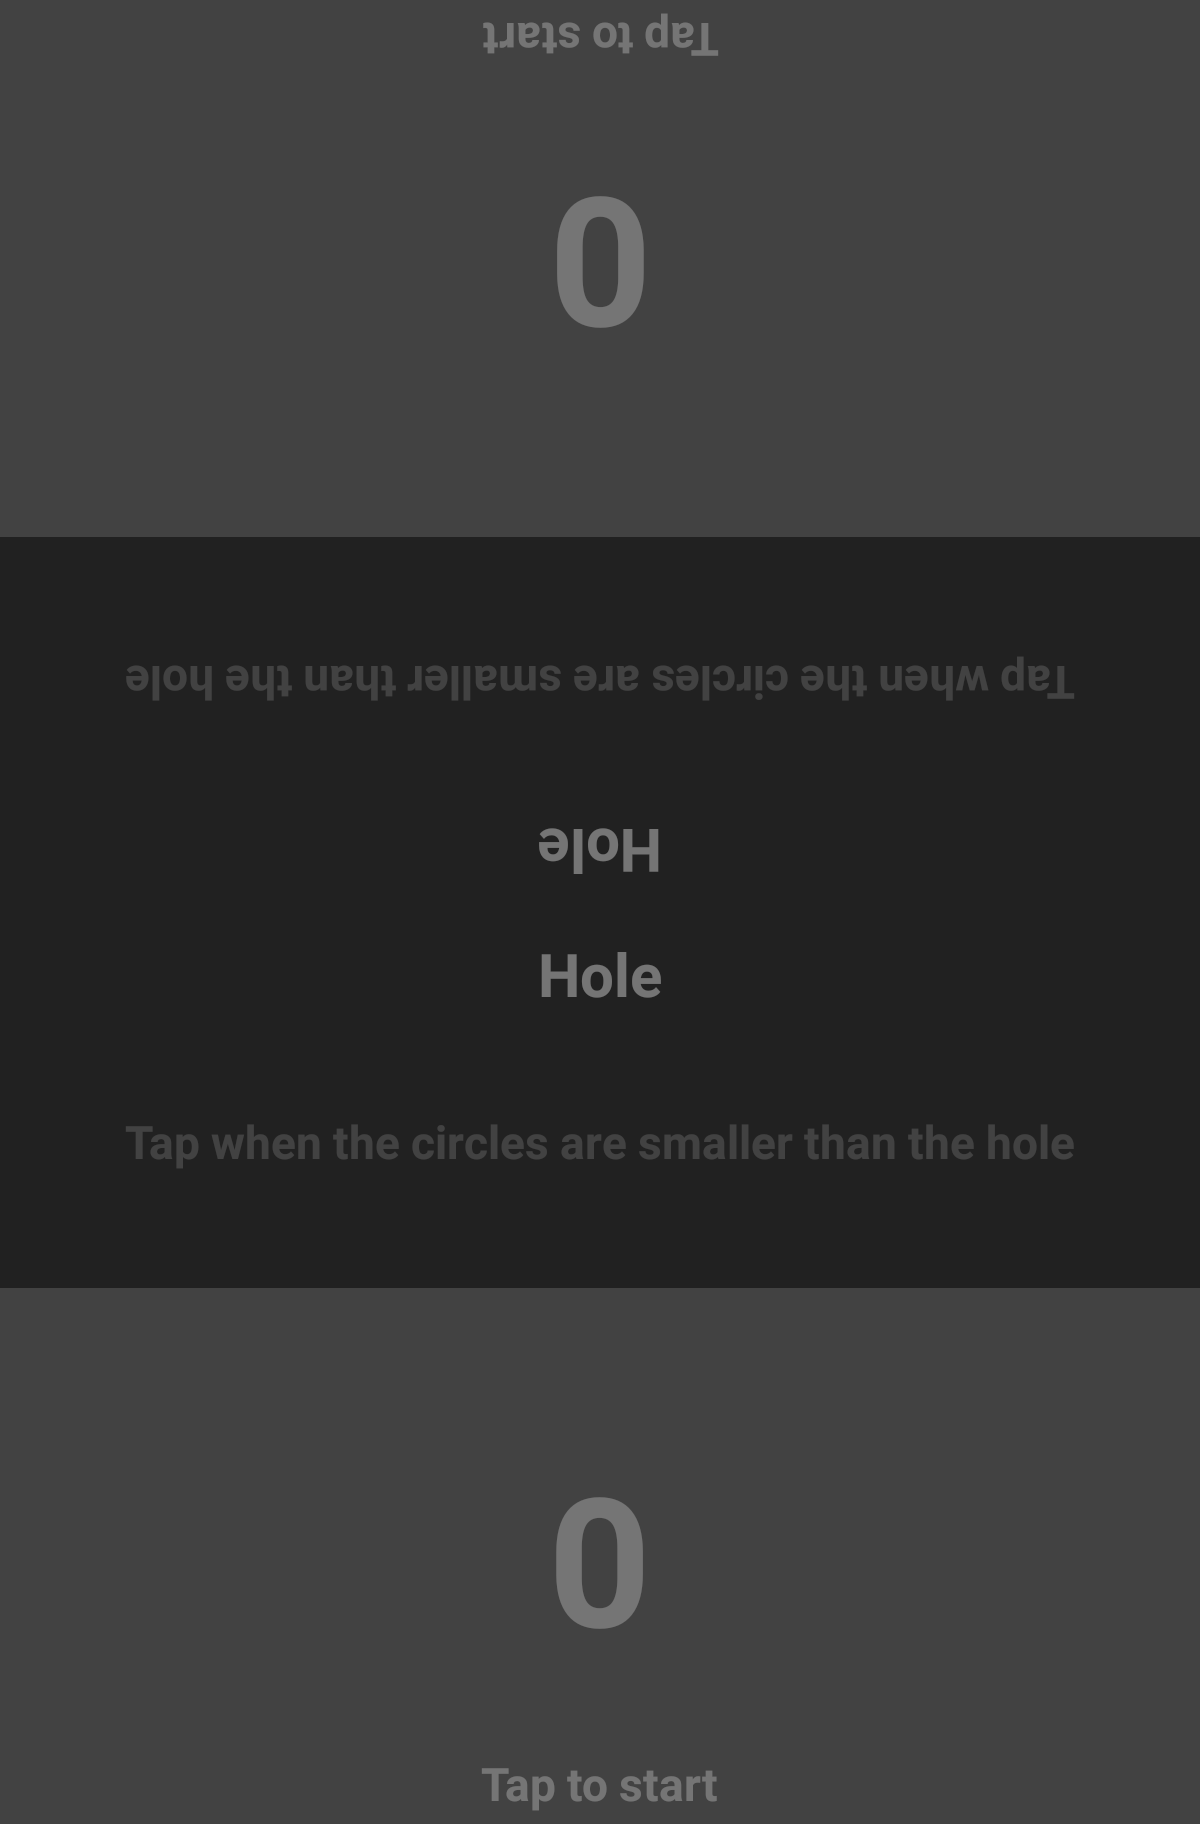 Tap to start
0
Tap when the circles are smaller than the hole
Hole
Hole
Tap when the circles are smaller than the hole
0
Tap to start